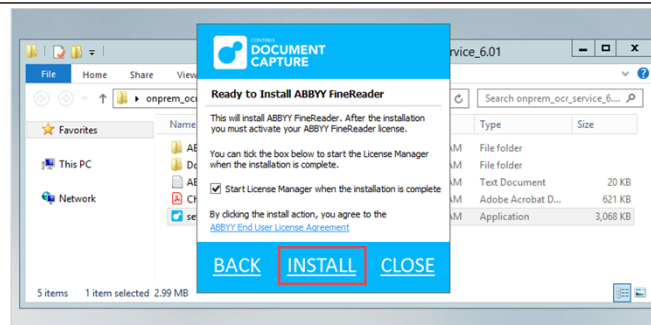 rvice_6.01
File Home Share View
onprem_ocr
Search onprem_ocr_service_6....
Favorites
This PC
Network
Name
Type Size
AM File folder
AM File folder
AM Text Document 20 KB
AM Adobe Acrobat D... 621 KB
AM Application 3,068 KB
AB
Do
AB
Ch
se
CONTINIA
DOCUMENT
CAPTURE
Ready to Install ABBYY FineReader
This will install ABBYY FineReader. After the installation
you must activate your ABBYY FineReader license.
You can tick the box below to start the License Manager
when the installation is complete.
Start License Manager when the installation is complete
By clicking the install action, you agree to the
ABBYY End User License Agreement
BACK INSTALL CLOSE
5 items 1 item selected 2.99 MB